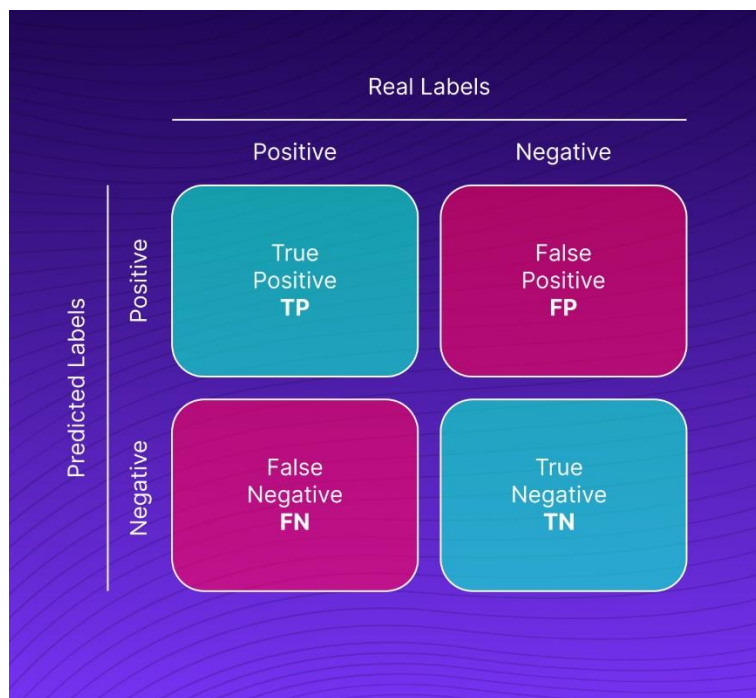 Real Labels
Positive
Negative
Predicted Labels
Positive
True
Positive
TP
False
Positive
FP
Negative
False
Negative
FN
True
Negative
TN